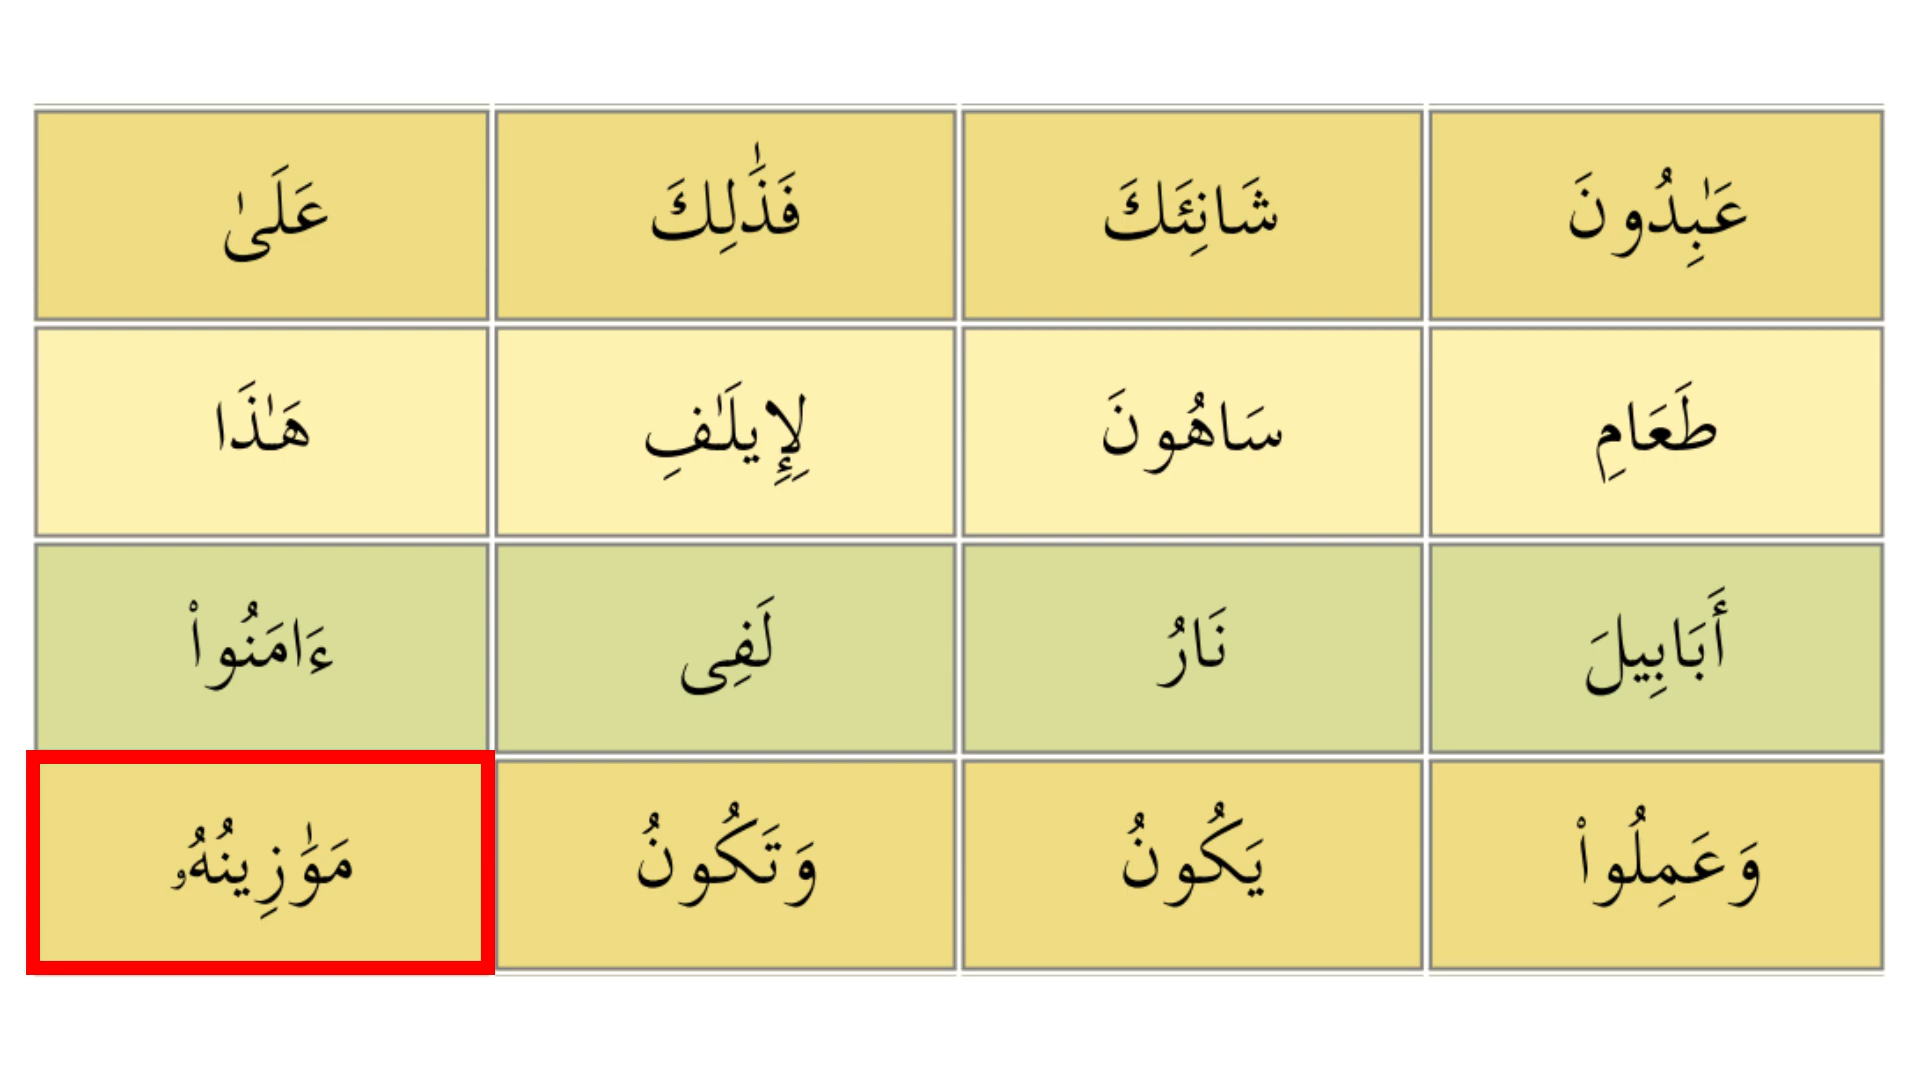 عَـٰبِدُونَ شَانِئَكَ فَذَٰلِكَ عَلَىٰ
طَعَامِ سَاهُونَ لِإِيلَـٰفِ هَـٰذَا
أَبَابِيلَ نَارُ لَفِى ءَامَنُوا۟
وَعَمِلُوا۟ يَكُونُ وَتَكُونُ مَوَٰزِينُهُۥ